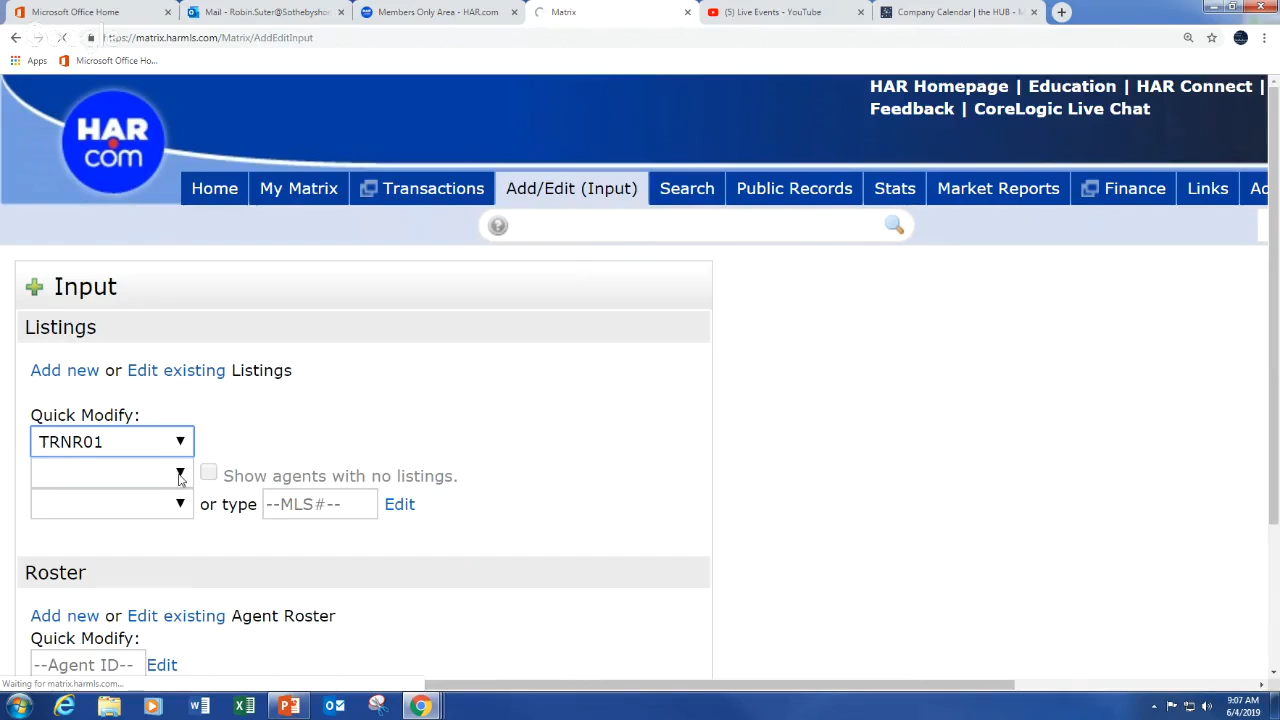 Microsoft Office Home
Mail - Robin.Suter@Sothebyshom
Members Only Area - HAR.com
Matrix
(5) Live Events - YouTube
Company Calendar | the HUB - M
matrix.harmls.com/Matrix/AddEditInput
Apps
Microsoft Office Ho...
HAR Homepage | Education | HAR Connect |
Feedback | CoreLogic Live Chat
HAR
com
Home
My Matrix
Transactions
Add/Edit (Input)
Search
Public Records
Stats
Market Reports
Finance
Links
Input
Listings
Add new or Edit existing Listings
Quick Modify:
TRNR01
Show agents with no listings.
or type --MLS#-- Edit
Roster
Add new or Edit existing Agent Roster
Quick Modify:
--Agent ID-- Edit
Waiting for matrix.harmls.com...
9:07 AM
6/4/2019